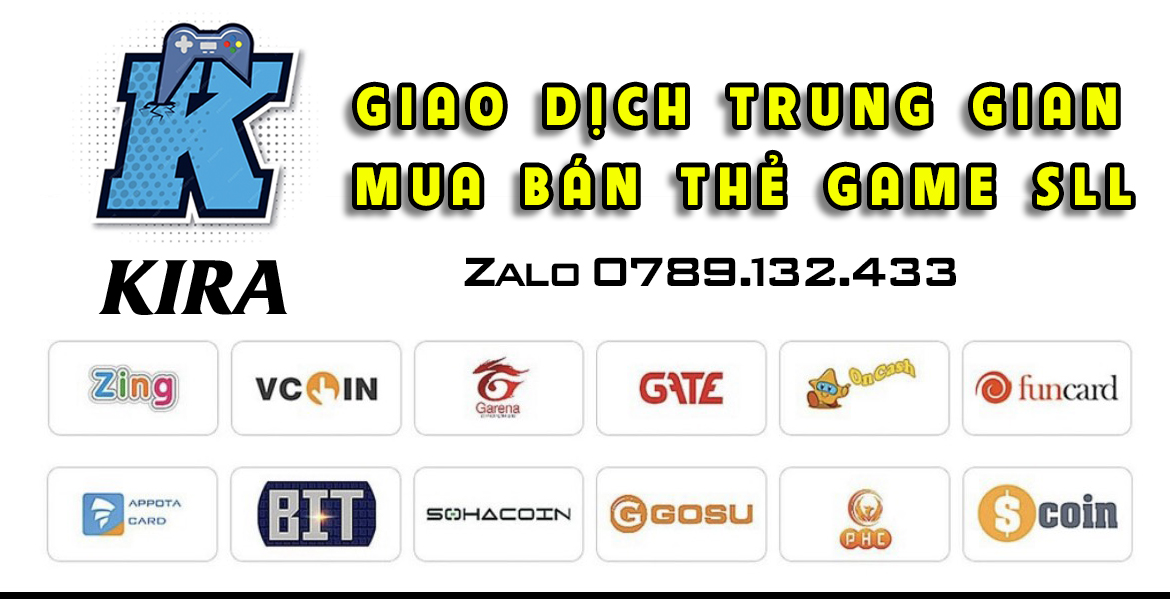 K
GIAO DỊCH TRUNG GIAN
MUA BÁN THẺ GAME SLL
KIRA
ZALO 0789.132.433
Zing
VCOIN
Garena
GATE
OnCash
funcard
APPOTA
CARD
BIT
SOHACOIN
G GOSU
PHC
$ coin